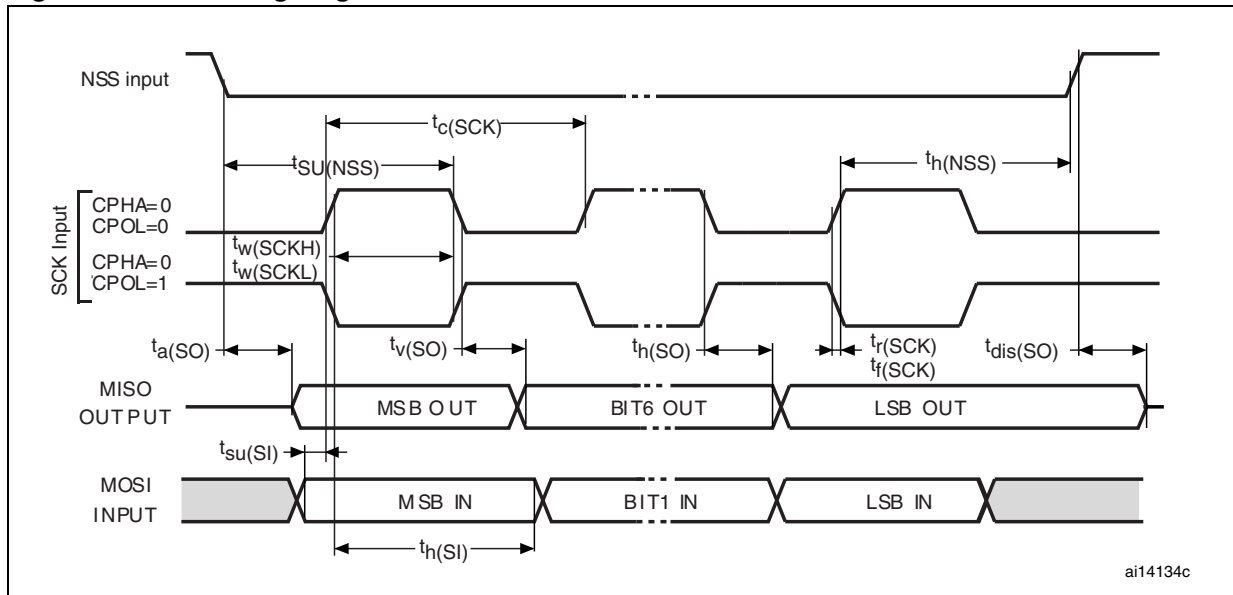 NSS input
tc(SCK)
tSU(NSS)
th(NSS)
SCK Input
CPHA=0
CPOL=0
tw(SCKH)
CPHA=0
tw(SCKL)
CPOL=1
ta(SO)
tv(SO)
th(SO)
tr(SCK)
tf(SCK)
tdis(SO)
MISO
OUTPUT
MSB OUT
BIT6 OUT
LSB OUT
tsu(SI)
MOSI
INPUT
MSB IN
BIT1 IN
LSB IN
th(SI)
ai14134c